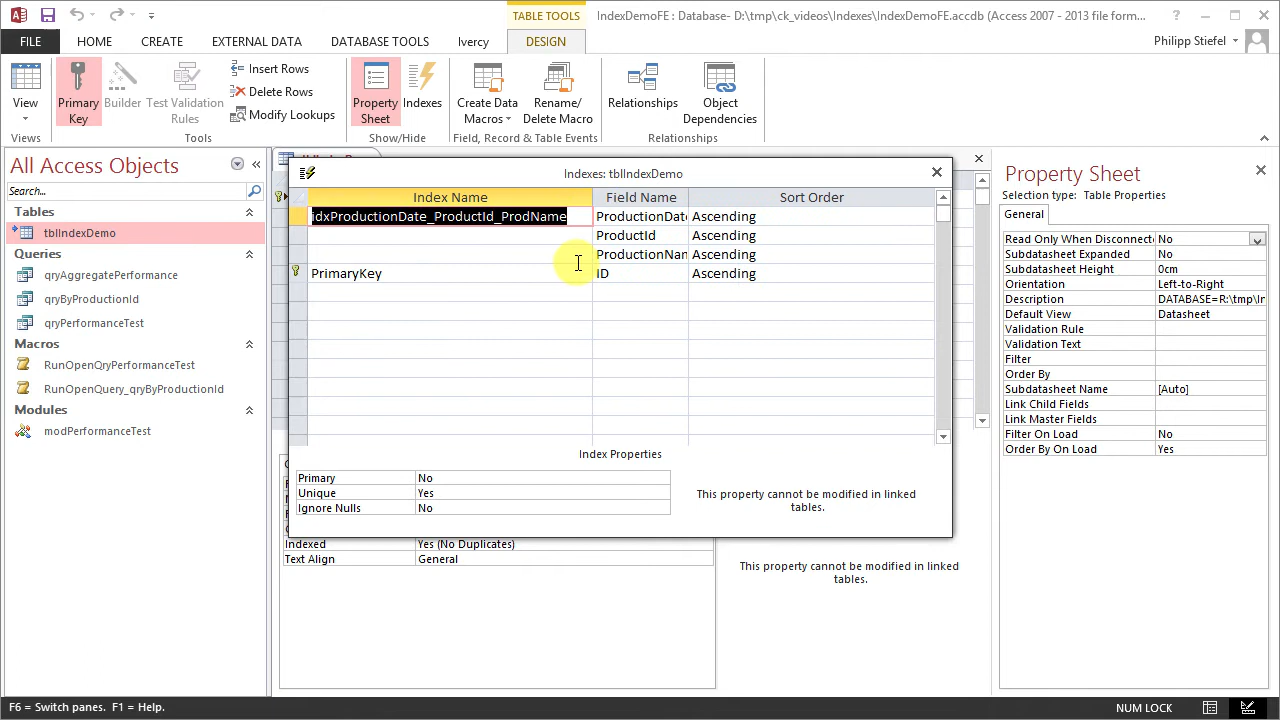 TABLE TOOLS
IndexDemoFE : Database- D:\tmp\ck_videos\Indexes\IndexDemoFE.accdb (Access 2007 - 2013 file form...
FILE
HOME
CREATE
EXTERNAL DATA
DATABASE TOOLS
Ivercy
DESIGN
Philipp Stiefel
View
Primary Key
Builder
Test Validation Rules
Insert Rows
Delete Rows
Modify Lookups
Property Sheet
Indexes
Create Data Macros
Rename/ Delete Macro
Relationships
Object Dependencies
Views
Tools
Show/Hide
Field, Record & Table Events
Relationships
All Access Objects
Search...
Tables
tblIndexDemo
Queries
qryAggregatePerformance
qryByProductionId
qryPerformanceTest
Macros
RunOpenQryPerformanceTest
RunOpenQuery_qryByProductionId
Modules
modPerformanceTest
Indexes: tblIndexDemo
Index Name Field Name Sort Order
idxProductionDate_ProductId_ProdName ProductionDate Ascending
ProductId Ascending
ProductionNan Ascending
PrimaryKey ID Ascending
Index Properties
Primary No
Unique Yes
Ignore Nulls No
This property cannot be modified in linked
tables.
Indexed Yes (No Duplicates)
Text Align General
This property cannot be modified in linked
tables.
Property Sheet
Selection type: Table Properties
General
Read Only When Disconnecte No
Subdatasheet Expanded No
Subdatasheet Height 0cm
Orientation Left-to-Right
Description DATABASE=R:\tmp\In
Default View Datasheet
Validation Rule
Validation Text
Filter
Order By
Subdatasheet Name [Auto]
Link Child Fields
Link Master Fields
Filter On Load No
Order By On Load Yes
F6 = Switch panes. F1 = Help.
NUM LOCK